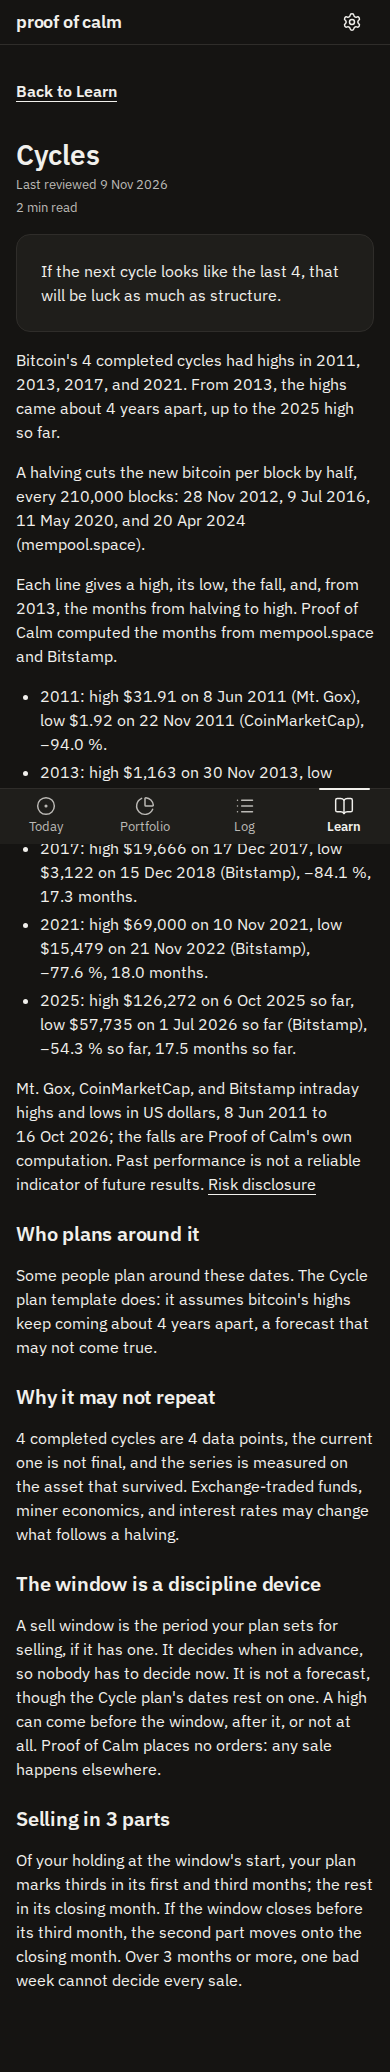 proof of calm
Back to Learn
Cycles
Last reviewed 9 Nov 2026
2 min read
If the next cycle looks like the last 4, that
will be luck as much as structure.
Bitcoin's 4 completed cycles had highs in 2011,
2013, 2017, and 2021. From 2013, the highs
came about 4 years apart, up to the 2025 high
so far.
A halving cuts the new bitcoin per block by half,
every 210,000 blocks: 28 Nov 2012, 9 Jul 2016,
11 May 2020, and 20 Apr 2024
(mempool.space).
Each line gives a high, its low, the fall, and, from
2013, the months from halving to high. Proof of
Calm computed the months from mempool.space
and Bitstamp.
• 2011: high $31.91 on 8 Jun 2011 (Mt. Gox),
low $1.92 on 22 Nov 2011 (CoinMarketCap),
−94.0 %.
• 2013: high $1,163 on 30 Nov 2013, low
Today
Portfolio
Log
Learn
• 2017: high $19,666 on 17 Dec 2017, low
$3,122 on 15 Dec 2018 (Bitstamp), −84.1 %,
17.3 months.
• 2021: high $69,000 on 10 Nov 2021, low
$15,479 on 21 Nov 2022 (Bitstamp),
−77.6 %, 18.0 months.
• 2025: high $126,272 on 6 Oct 2025 so far,
low $57,735 on 1 Jul 2026 so far (Bitstamp),
−54.3 % so far, 17.5 months so far.
Mt. Gox, CoinMarketCap, and Bitstamp intraday
highs and lows in US dollars, 8 Jun 2011 to
16 Oct 2026; the falls are Proof of Calm's own
computation. Past performance is not a reliable
indicator of future results. Risk disclosure
Who plans around it
Some people plan around these dates. The Cycle
plan template does: it assumes bitcoin's highs
keep coming about 4 years apart, a forecast that
may not come true.
Why it may not repeat
4 completed cycles are 4 data points, the current
one is not final, and the series is measured on
the asset that survived. Exchange-traded funds,
miner economics, and interest rates may change
what follows a halving.
The window is a discipline device
A sell window is the period your plan sets for
selling, if it has one. It decides when in advance,
so nobody has to decide now. It is not a forecast,
though the Cycle plan's dates rest on one. A high
can come before the window, after it, or not at
all. Proof of Calm places no orders: any sale
happens elsewhere.
Selling in 3 parts
Of your holding at the window's start, your plan
marks thirds in its first and third months; the rest
in its closing month. If the window closes before
its third month, the second part moves onto the
closing month. Over 3 months or more, one bad
week cannot decide every sale.